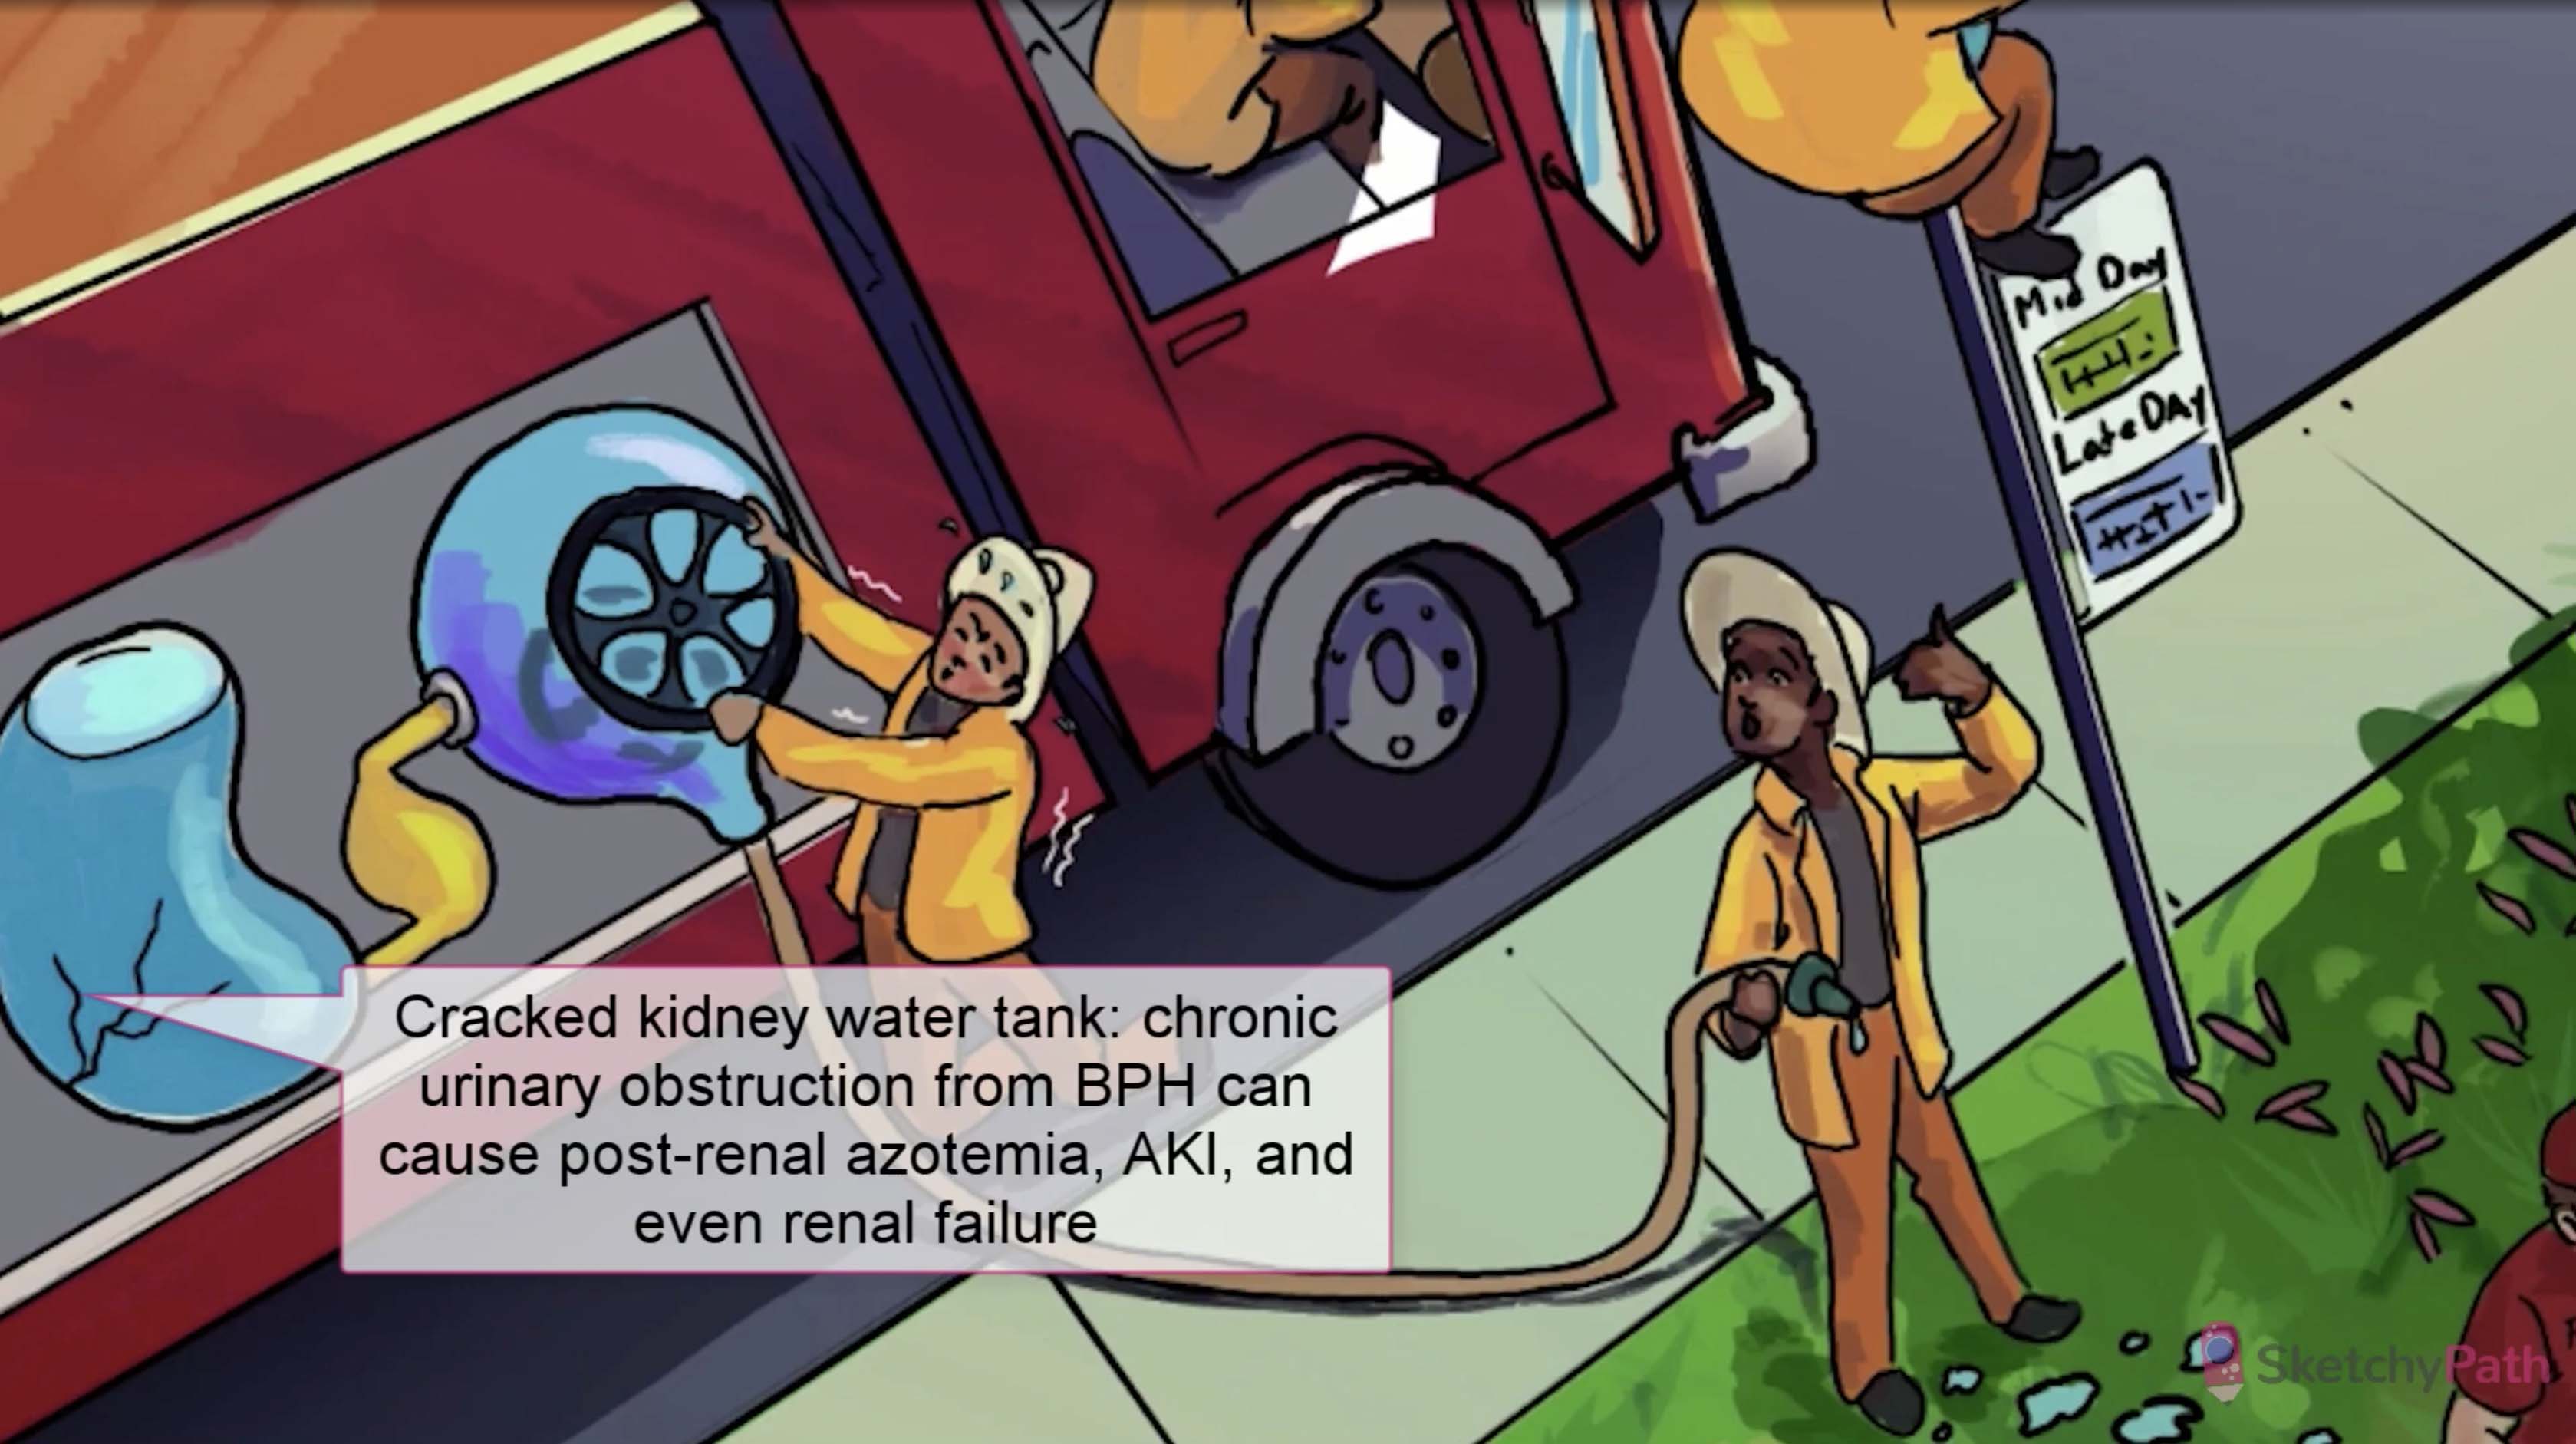 Mid Day
Late DAY
Cracked kidney water tank: chronic
urinary obstruction from BPH can
cause post-renal azotemia, AKI, and
even renal failure
SketchyPath